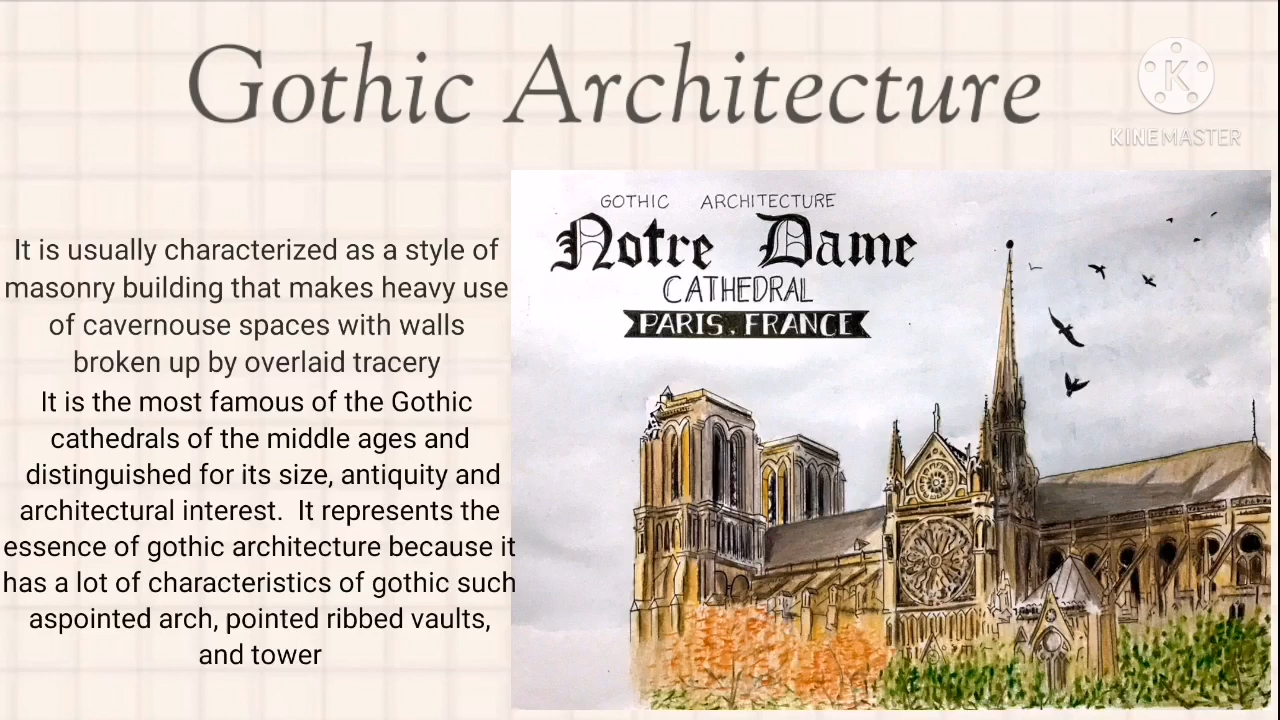 Gothic Architecture
K
KINEMASTER
It is usually characterized as a style of
masonry building that makes heavy use
of cavernouse spaces with walls
broken up by overlaid tracery
It is the most famous of the Gothic
cathedrals of the middle ages and
distinguished for its size, antiquity and
architectural interest.  It represents the
essence of gothic architecture because it
has a lot of characteristics of gothic such
aspointed arch, pointed ribbed vaults,
and tower
GOTHIC ARCHITECTURE
Notre Dame
CATHEDRAL
PARIS. FRANCE